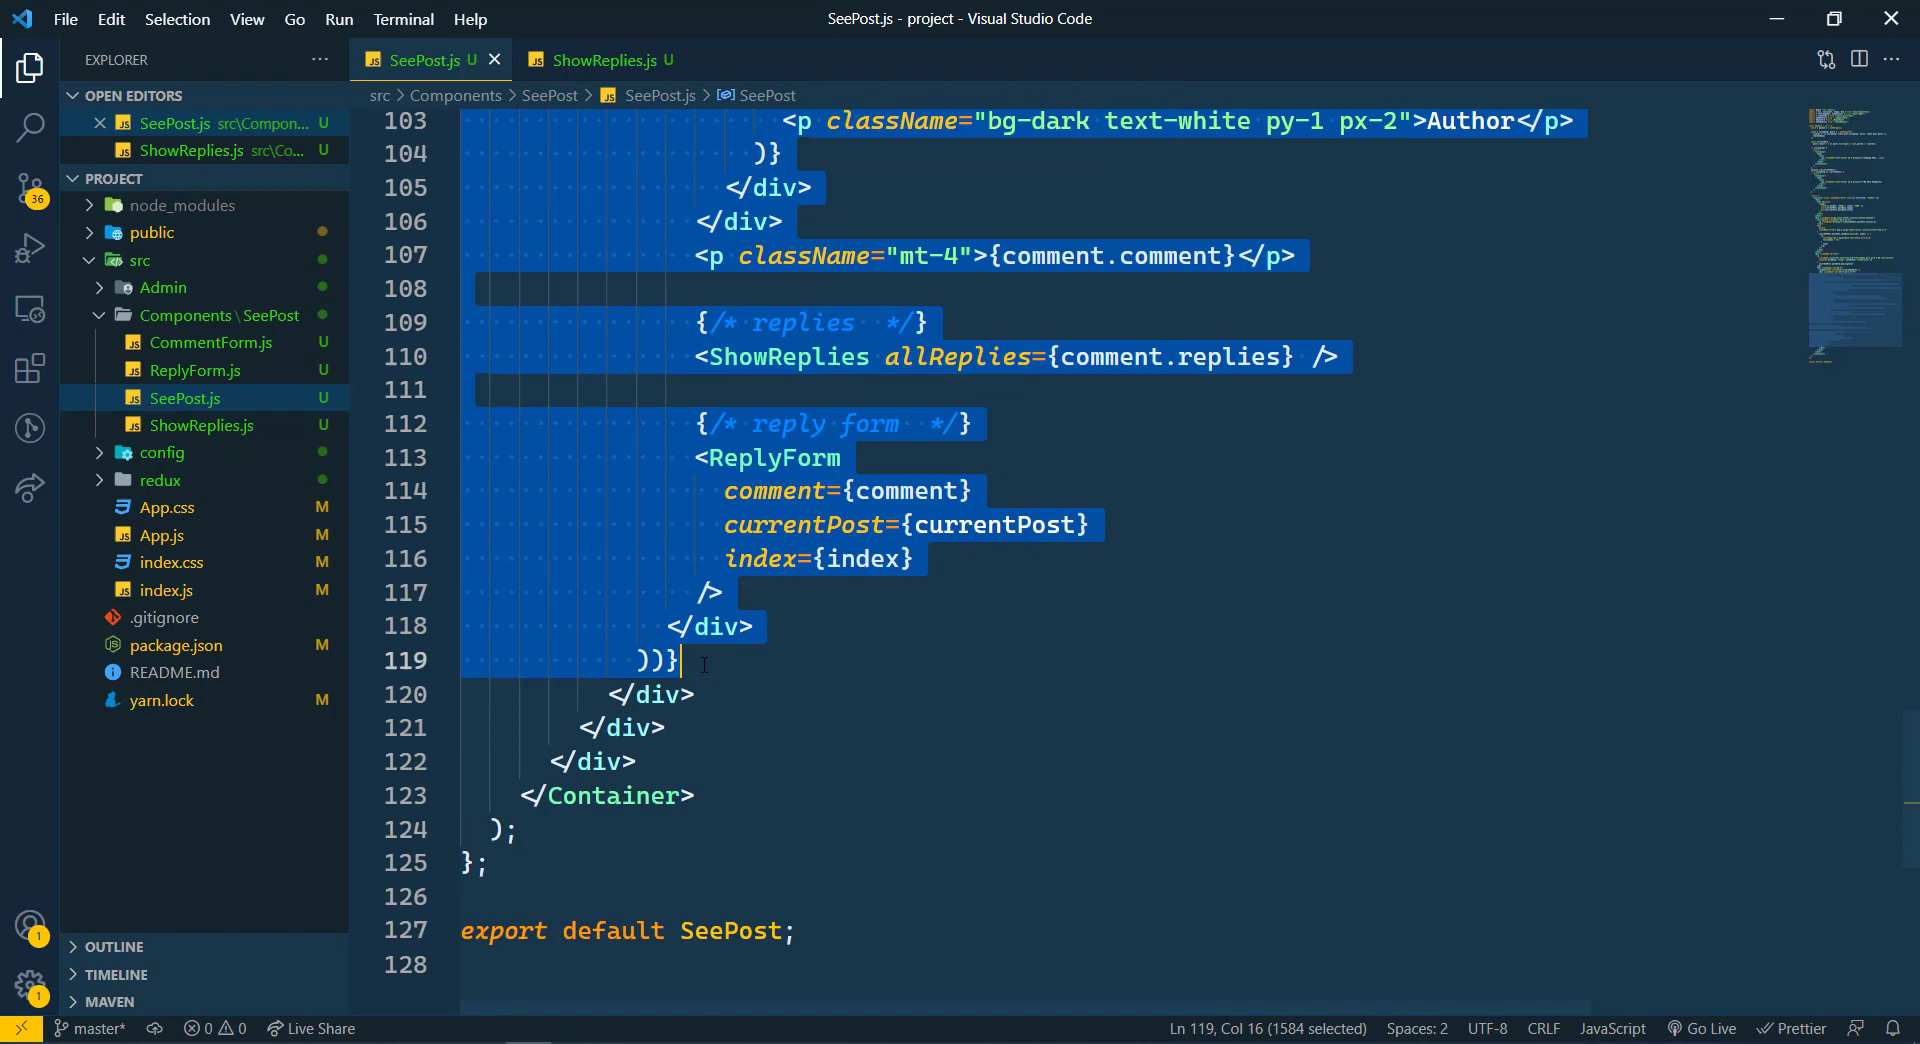 File Edit Selection View Go Run Terminal Help
SeePost.js - project - Visual Studio Code
EXPLORER
OPEN EDITORS
SeePost.js src\Compon... U
ShowReplies.js src\Co... U
PROJECT
node_modules
public
src
Admin
Components\SeePost
CommentForm.js U
ReplyForm.js U
SeePost.js U
ShowReplies.js U
config
redux
App.css M
App.js M
index.css M
index.js M
.gitignore
package.json M
README.md
yarn.lock M
OUTLINE
TIMELINE
MAVEN
36
1
1
SeePost.js U
ShowReplies.js U
src > Components > SeePost > SeePost.js > SeePost
103 <p className="bg-dark text-white py-1 px-2">Author</p>
104 )}
105 </div>
106 </div>
107 <p className="mt-4">{comment.comment}</p>
108
109 {/* replies */}
110 <ShowReplies allReplies={comment.replies} />
111
112 {/* reply form */}
113 <ReplyForm
114 comment={comment}
115 currentPost={currentPost}
116 index={index}
117 />
118 </div>
119 ))}
120 </div>
121 </div>
122 </div>
123 </Container>
124 );
125 };
126
127 export default SeePost;
128
master* 0 0 Live Share
Ln 119, Col 16 (1584 selected) Spaces: 2 UTF-8 CRLF JavaScript Go Live Prettier